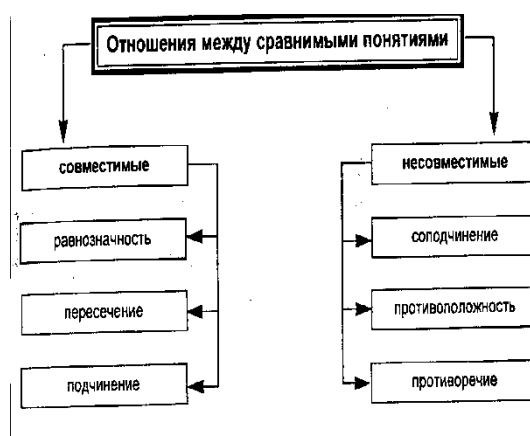 Отношения между сравнимыми понятиями
совместимые
равнозначность
пересечение
подчинение
несовместимые
соподчинение
противоположность
противоречие